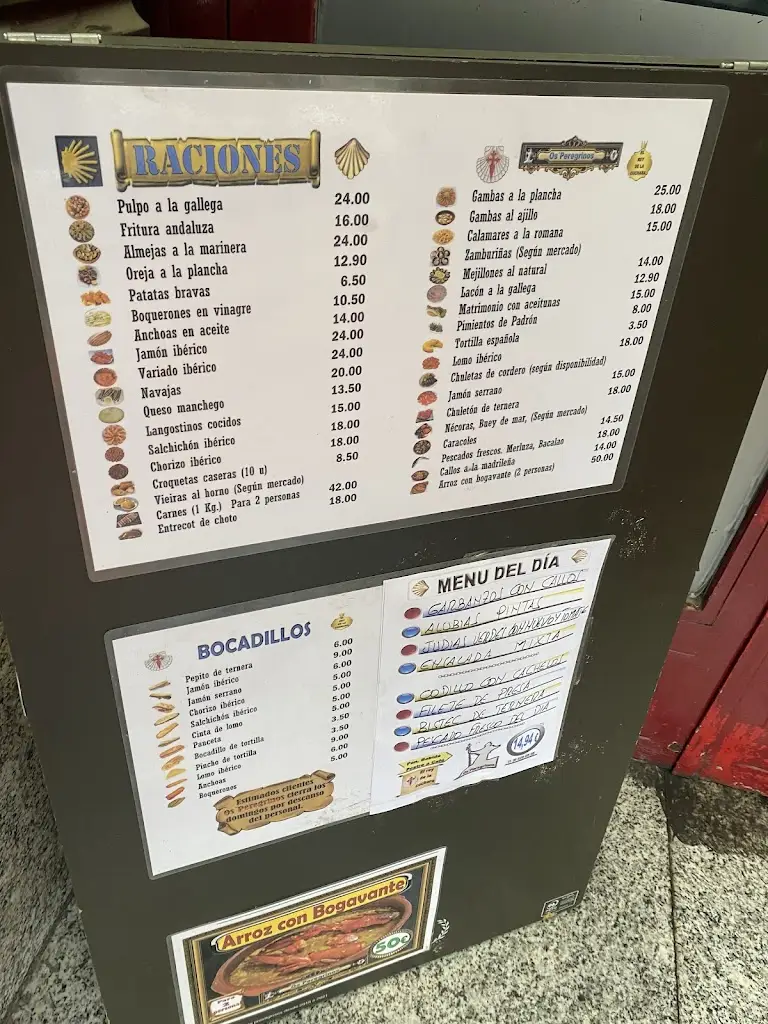 RACIONES
Pulpo a la gallega 24.00
Fritura andaluza 16.00
Almejas a la marinera 24.00
Oreja a la plancha 12.90
Patatas bravas 6.50
Boquerones en vinagre 10.50
Anchoas en aceite 14.00
Jamón ibérico 24.00
Variado ibérico 24.00
Navajas 20.00
Queso manchego 13.50
Langostinos cocidos 15.00
Salchichón ibérico 18.00
Chorizo ibérico 18.00
Croquetas caseras (10 u) 8.50
Vieiras al horno (Según mercado)
Carnes (1 Kg.) Para 2 personas 42.00
Entrecot de choto 18.00
Os Peregrinos
Gambas a la plancha 25.00
Gambas al ajillo 18.00
Calamares a la romana 15.00
Zamburiñas (Según mercado)
Mejillones al natural 14.00
Lacón a la gallega 12.90
Matrimonio con aceitunas 15.00
Pimientos de Padrón 8.00
Tortilla española 3.50
Lomo ibérico 18.00
Chuletas de cordero (según disponibilidad)
Jamón serrano 15.00
Chuletón de ternera 18.00
Nécoras, Buey de mar, (Según mercado)
Caracoles 14.50
Pescados frescos. Merluza, Bacalao 18.00
Callos a la madrileña 14.00
Arroz con bogavante (2 personas) 50.00
BOCADILLOS
Pepito de ternera 6.00
Jamón ibérico 9.00
Jamón serrano 6.00
Chorizo ibérico 5.00
Salchichón ibérico 5.00
Cinta de lomo 5.00
Panceta 5.00
Bocadillo de tortilla 3.50
Pincho de tortilla 3.50
Lomo ibérico 9.00
Anchoas 6.00
Boquerones 5.00
Estimados clientes
Os Peregrinos cierra los
domingos por descanso
del personal.
MENU DEL DÍA
GARBANZOS CON CALLOS
ALUBIAS PINTAS
JUDIAS VERDES CON HUEVO Y TOMATE
ENSALADA MIXTA
CODILLO CON CACHELOS
FILETE DE PRESA
BISTEC DE TERNERA
PESCADO FRESCO DEL DIA
Pan, Bebida
Postre o Café
14,94 €
Arroz con Bogavante
50€
Para
2
personas